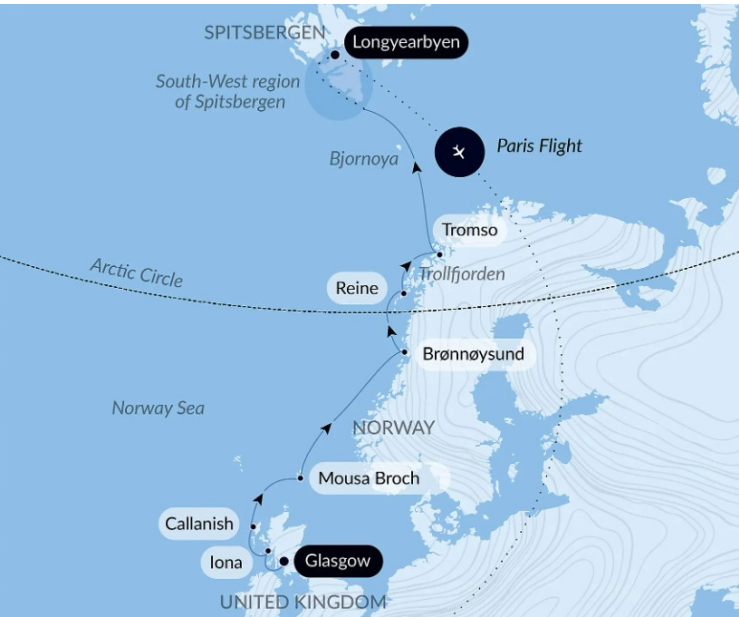 SPITSBERGEN
Longyearbyen
South-West region
of Spitsbergen
Paris Flight
Bjornoya
Tromso
Arctic Circle
Trollfjorden
Reine
Brønnøysund
Norway Sea
NORWAY
Mousa Broch
Callanish
Iona
Glasgow
UNITED KINGDOM